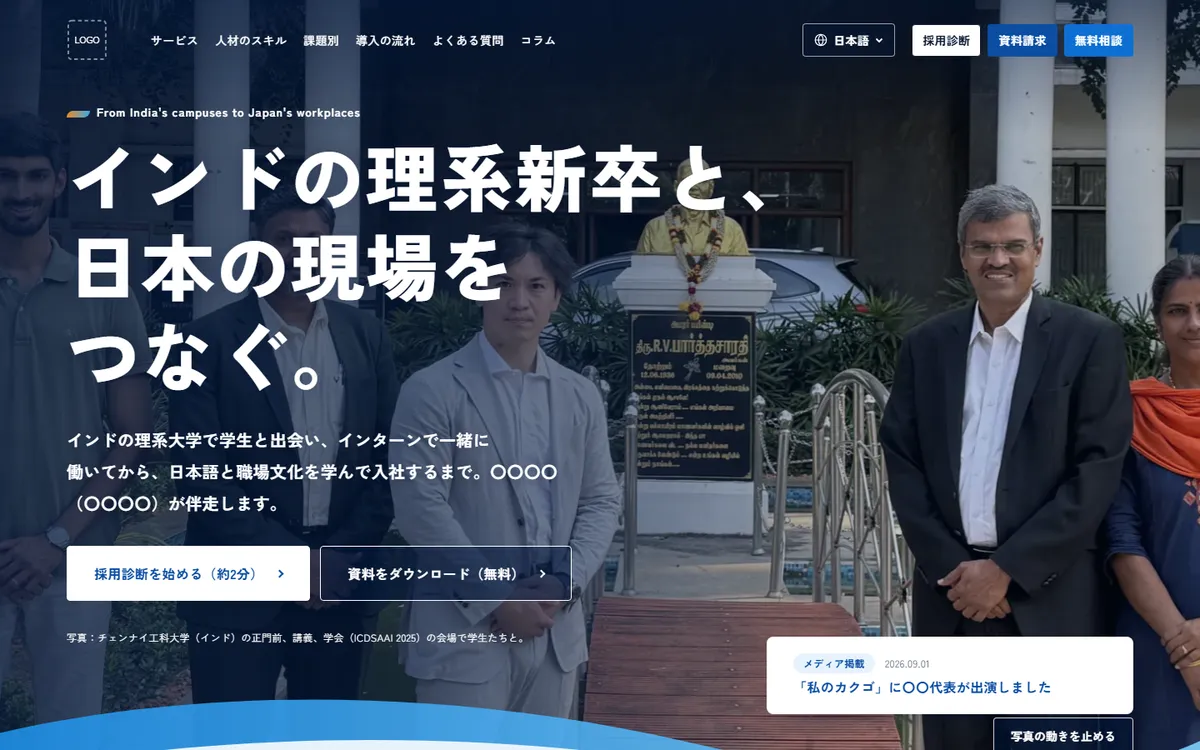 LOGO
サービス 人材のスキル 課題別 導入の流れ よくある質問 コラム
日本語
採用診断
資料請求
無料相談
From India's campuses to Japan's workplaces
インドの理系新卒と、
日本の現場を
つなぐ。
インドの理系大学で学生と出会い、インターンで一緒に
働いてから、日本語と職場文化を学んで入社するまで。〇〇〇〇
（〇〇〇〇）が伴走します。
採用診断を始める（約2分）
資料をダウンロード（無料）
写真：チェンナイ工科大学（インド）の正門前、講義、学会（ICDSAAI 2025）の会場で学生たちと。
திரு.R.V.பார்த்தசாரதி
தோற்றம் மறைவு
メディア掲載 2026.09.01
「私のカクゴ」に〇〇代表が出演しました
写真の動きを止める